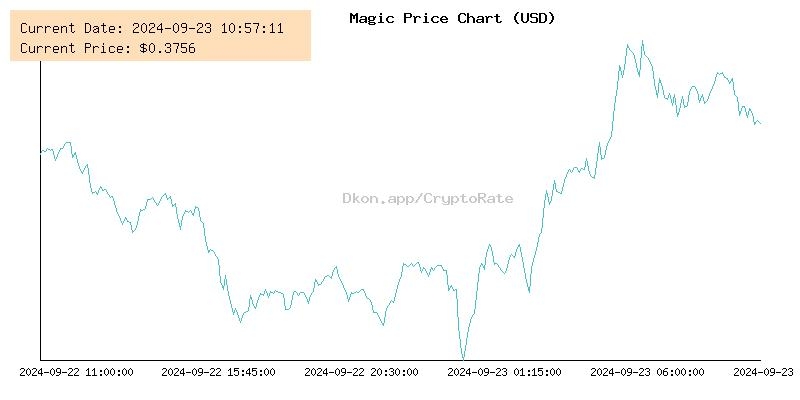 Magic Price Chart (USD)
Current Date: 2024-09-23 10:57:11
Current Price: $0.3756
Dkon.app/CryptoRate
2024-09-22 11:00:00 2024-09-22 15:45:00 2024-09-22 20:30:00 2024-09-23 01:15:00 2024-09-23 06:00:00 2024-09-23